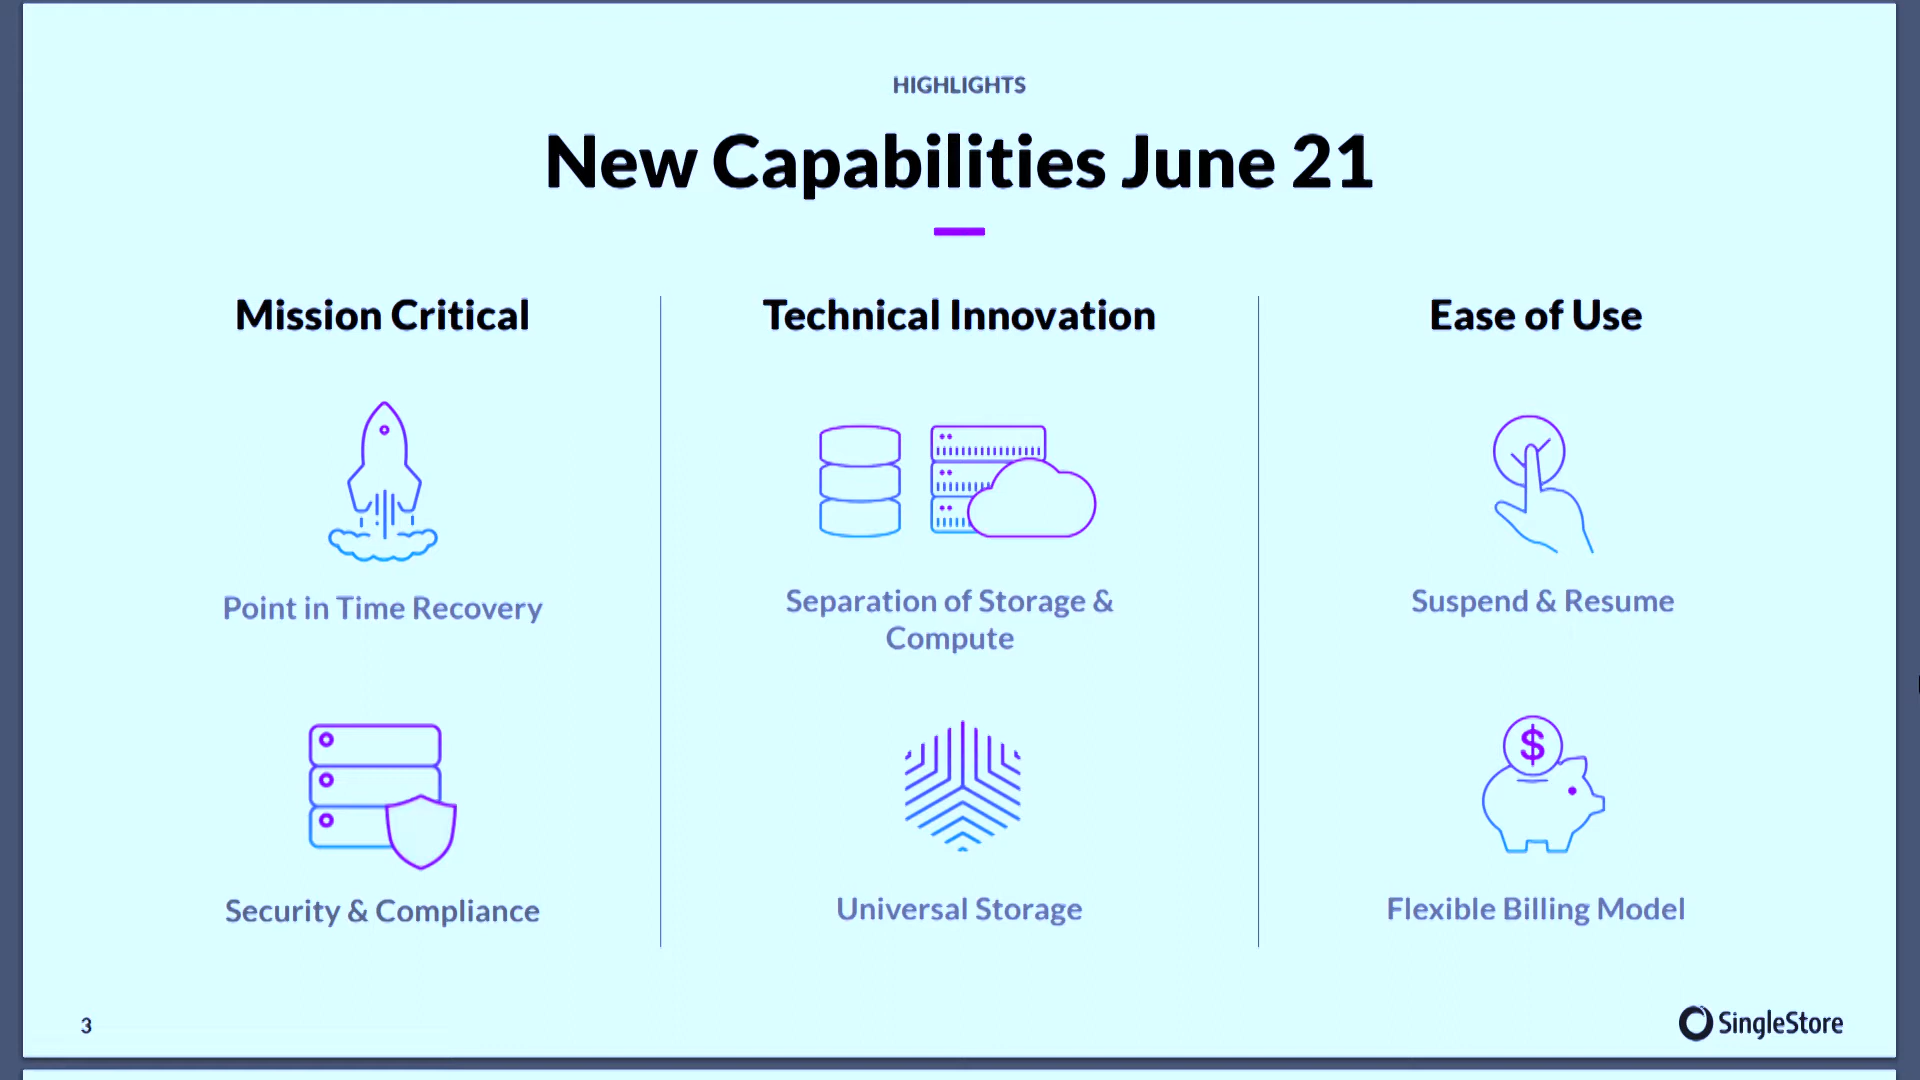 HIGHLIGHTS
New Capabilities June 21
Mission Critical
Technical Innovation
Ease of Use
Point in Time Recovery
Separation of Storage &
Compute
Suspend & Resume
$
Security & Compliance
Universal Storage
Flexible Billing Model
3
SingleStore